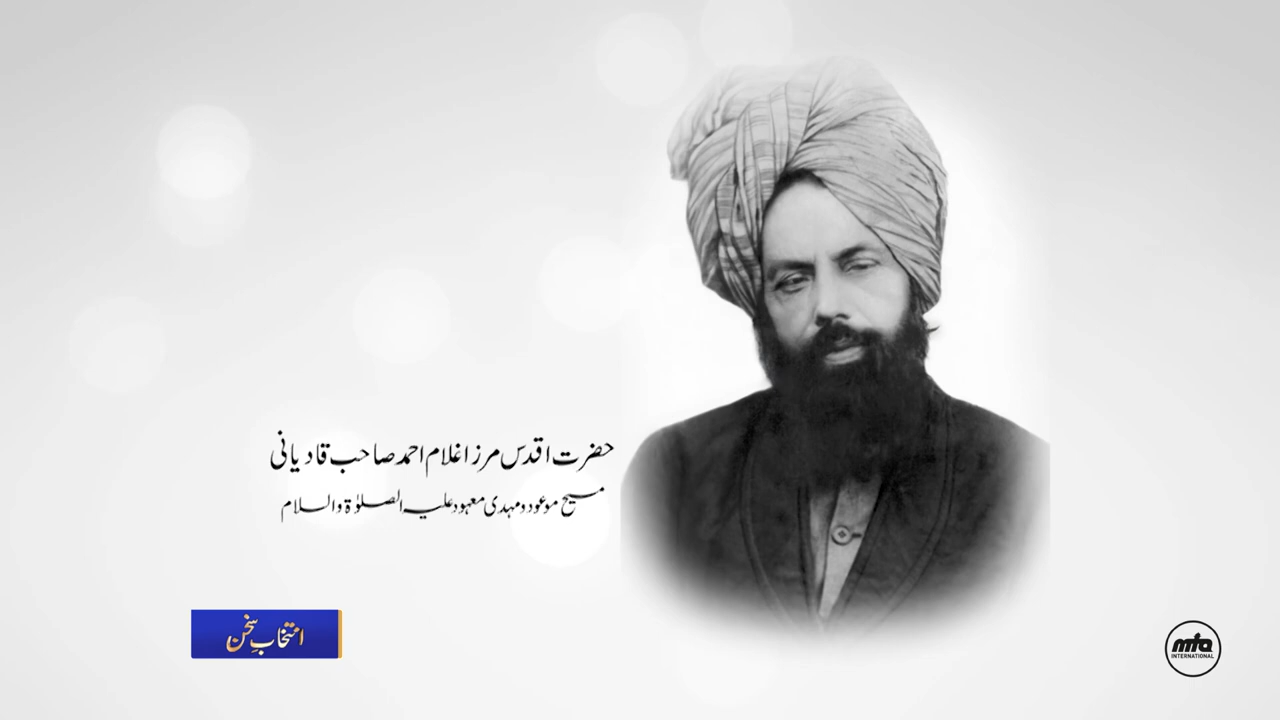 حضرت اقدس مرزا غلام احمد صاحب قادیانی
مسیح موعود و مہدی معہود علیہ الصلوٰۃ والسلام
انتخابِ سخن
mta
INTERNATIONAL